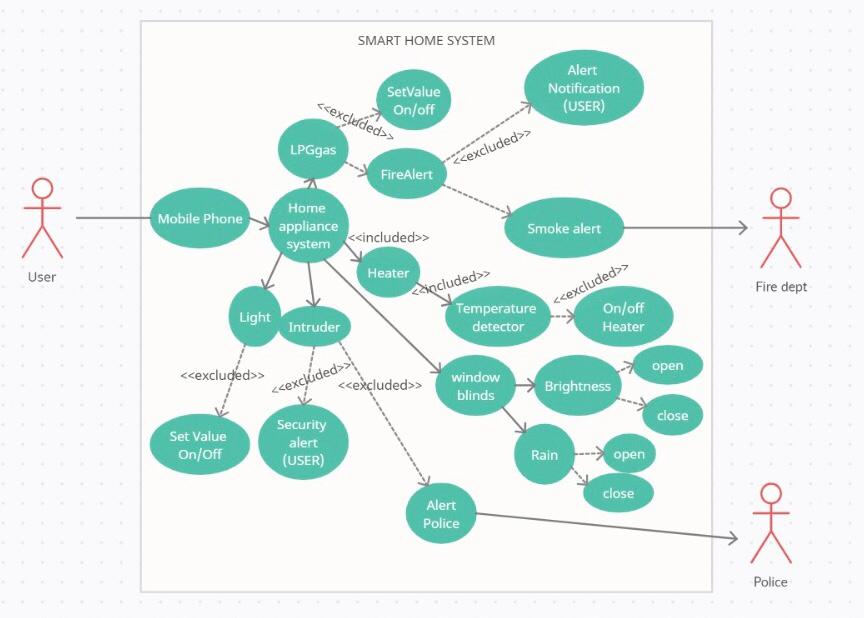 SMART HOME SYSTEM
SetValue
On/off
Alert
Notification
(USER)
<<excluded>>
LPGgas
<<excluded>>
FireAlert
Mobile Phone
Home
appliance
system
Smoke alert
<<included>>
User
Fire dept
Heater
<<included>>
<<excluded>>
Light
Intruder
Temperature
detector
On/off
Heater
<<excluded>>
<<excluded>>
<<excluded>>
window
blinds
Brightness
open
close
Set Value
On/Off
Security
alert
(USER)
Rain
open
close
Alert
Police
Police